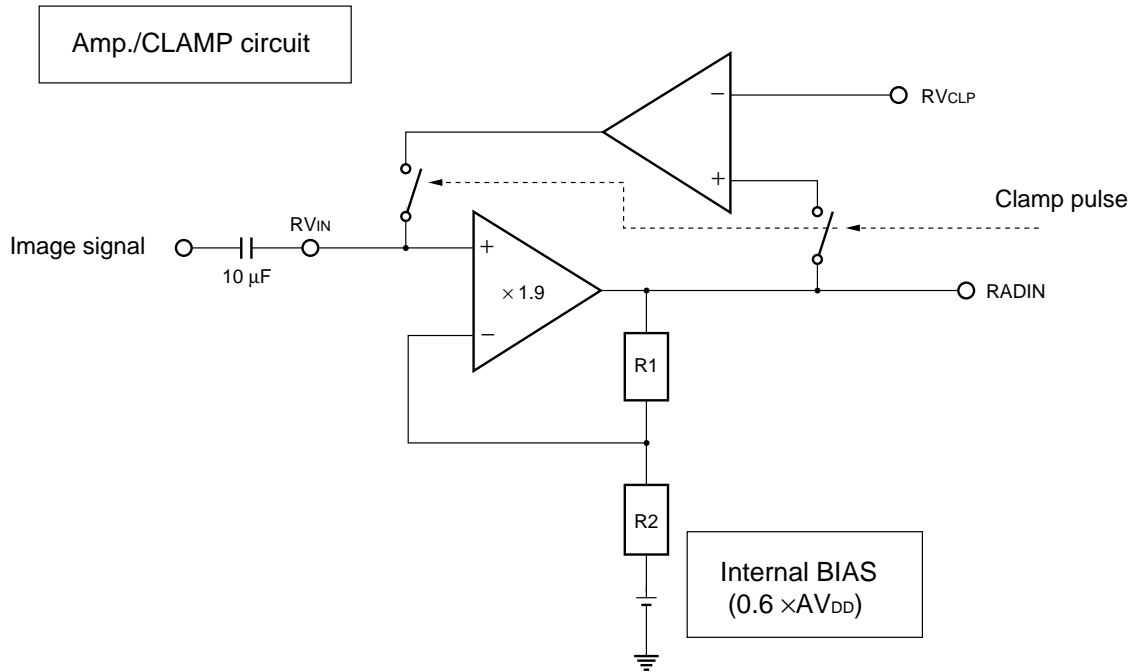 Amp./CLAMP circuit
−
RVCLP
+
Clamp pulse
Image signal
RVIN
10 μF
+
× 1.9
−
RADIN
R1
R2
Internal BIAS
(0.6 ×AVDD)